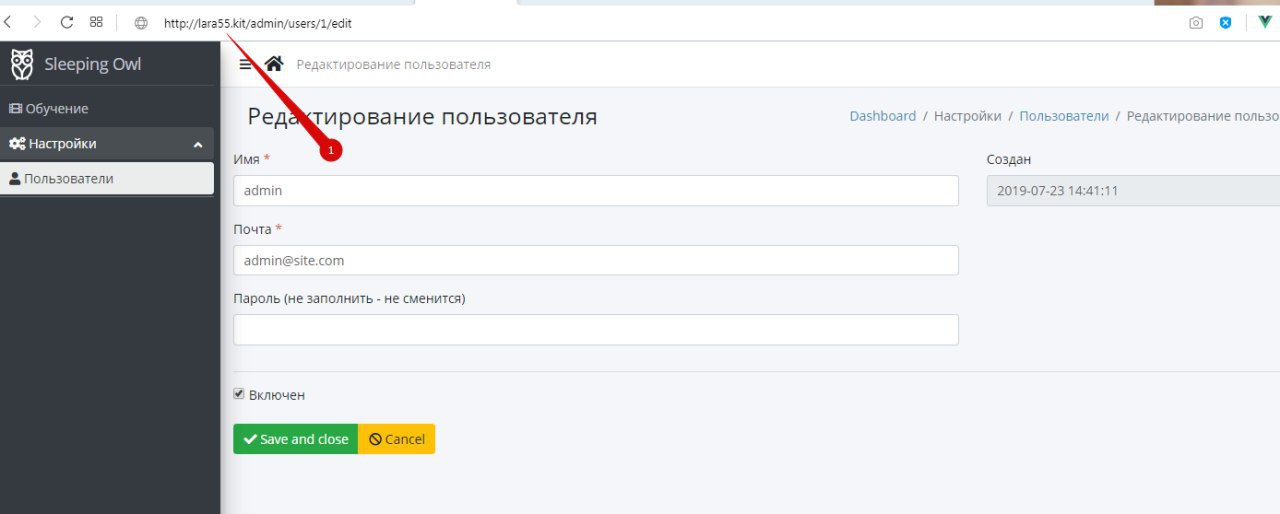 http://lara55.kit/admin/users/1/edit
Sleeping Owl
Редактирование пользователя
Обучение
Настройки
Пользователи
Редактирование пользователя
Dashboard / Настройки / Пользователи / Редактирование пользо
1
Имя *
admin
Создан
2019-07-23 14:41:11
Почта *
admin@site.com
Пароль (не заполнить - не сменится)
Включен
Save and close
Cancel